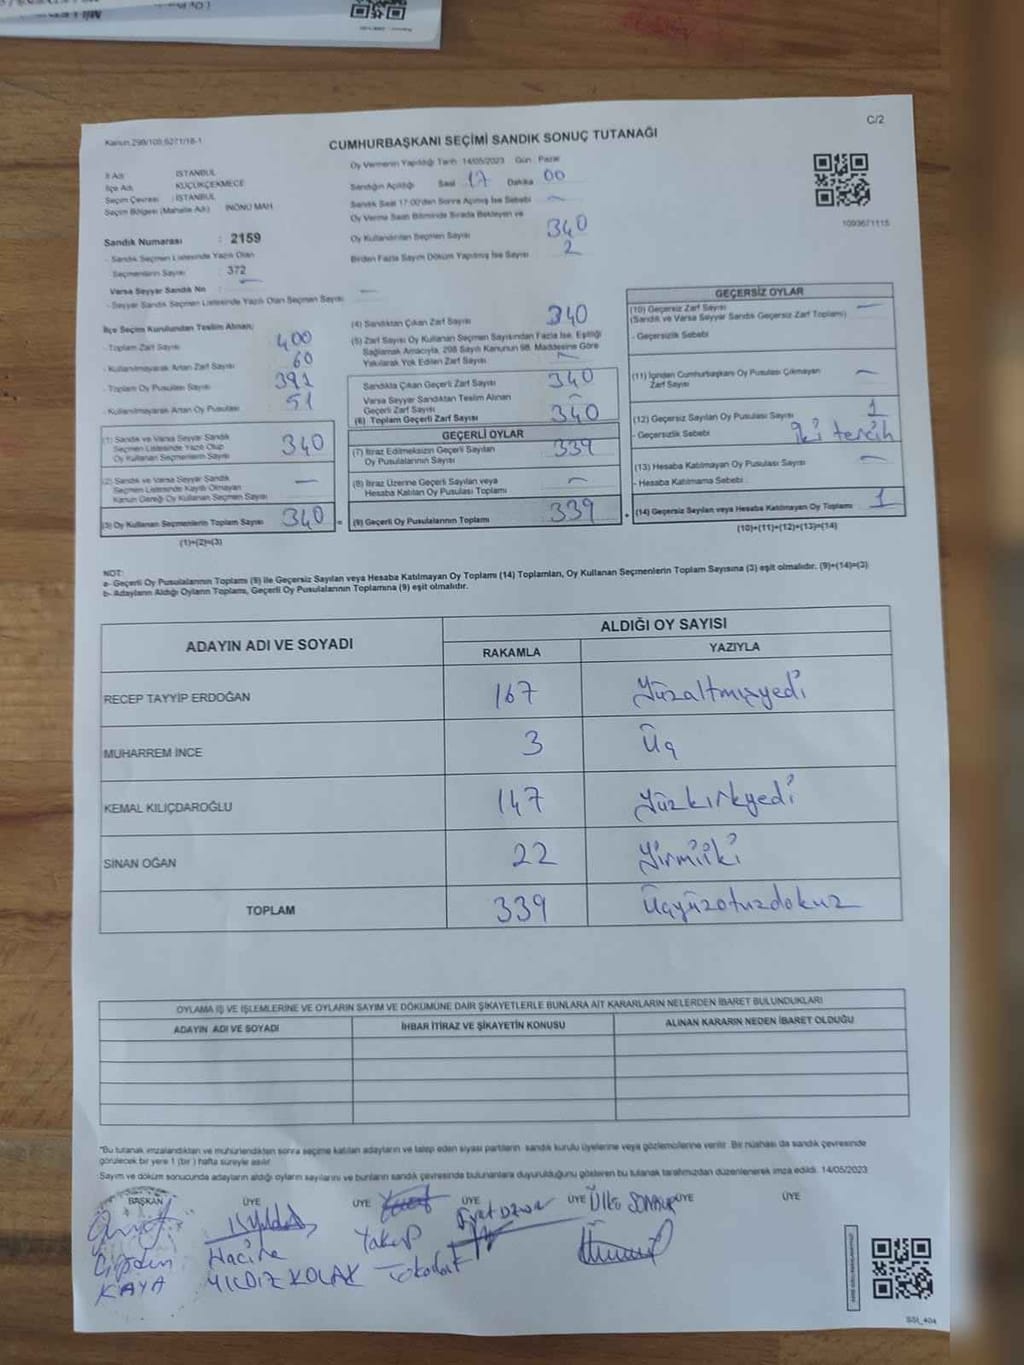 C/2
Kanun:298/109,6271/18-1
CUMHURBAŞKANI SEÇİMİ SANDIK SONUÇ TUTANAĞI
İl Adı : İSTANBUL
İlçe Adı : KÜÇÜKÇEKMECE
Seçim Çevresi : İSTANBUL
Seçim Bölgesi (Mahalle Adı) : İNÖNÜ MAH
Oy Vermenin Yapıldığı Tarih 14/05/2023 Gün Pazar
Sandığın Açıldığı Saat 17 Dakika 00
Sandık Saat 17:00'den Sonra Açılmış İse Sebebi —
Oy Verme Saati Bitiminde Sırada Bekleyen ve
Oy Kullandırılan Seçmen Sayısı 340
Birden Fazla Sayım Döküm Yapılmış İse Sayısı 2
1093671115
Sandık Numarası : 2159
- Sandık Seçmen Listesinde Yazılı Olan
Seçmenlerin Sayısı 372
Varsa Seyyar Sandık No —
- Seyyar Sandık Seçmen Listesinde Yazılı Olan Seçmen Sayısı —
İlçe Seçim Kurulundan Teslim Alınan;
- Toplam Zarf Sayısı 400
- Kullanılmayarak Artan Zarf Sayısı 60
- Toplam Oy Pusulası Sayısı 391
- Kullanılmayarak Artan Oy Pusulası 51
(1) Sandık ve Varsa Seyyar Sandık
Seçmen Listesinde Yazılı Olup
Oy Kullanan Seçmenlerin Sayısı 340
(2) Sandık ve Varsa Seyyar Sandık
Seçmen Listesinde Kayıtlı Olmayan
Kanun Gereği Oy Kullanan Seçmen Sayısı —
(3) Oy Kullanan Seçmenlerin Toplam Sayısı 340 =
(1)+(2)=(3)
(4) Sandıktan Çıkan Zarf Sayısı 340
(5) Zarf Sayısı Oy Kullanan Seçmen Sayısından Fazla İse, Eşitliği
Sağlamak Amacıyla, 298 Sayılı Kanunun 98. Maddesine Göre
Yakılarak Yok Edilen Zarf Sayısı —
Sandıkta Çıkan Geçerli Zarf Sayısı 340
Varsa Seyyar Sandıktan Teslim Alınan
Geçerli Zarf Sayısı —
(6) Toplam Geçerli Zarf Sayısı 340
GEÇERLİ OYLAR
(7) İtiraz Edilmeksizin Geçerli Sayılan
Oy Pusulalarının Sayısı 339
(8) İtiraz Üzerine Geçerli Sayılan veya
Hesaba Katılan Oy Pusulası Toplamı —
(9) Geçerli Oy Pusulalarının Toplamı 339 +
GEÇERSİZ OYLAR
(10) Geçersiz Zarf Sayısı —
(Sandık ve Varsa Seyyar Sandık Geçersiz Zarf Toplamı)
- Geçersizlik Sebebi
(11) İçinden Cumhurbaşkanı Oy Pusulası Çıkmayan
Zarf Sayısı —
(12) Geçersiz Sayılan Oy Pusulası Sayısı 1
- Geçersizlik Sebebi : İki tercih
(13) Hesaba Katılmayan Oy Pusulası Sayısı —
- Hesaba Katılmama Sebebi :
(14) Geçersiz Sayılan veya Hesaba Katılmayan Oy Toplamı 1
(10)+(11)+(12)+(13)=(14)
NOT:
a- Geçerli Oy Pusulalarının Toplamı (9) ile Geçersiz Sayılan veya Hesaba Katılmayan Oy Toplamı (14) Toplamları, Oy Kullanan Seçmenlerin Toplam Sayısına (3) eşit olmalıdır. (9)+(14)=(3)
b- Adayların Aldığı Oyların Toplamı, Geçerli Oy Pusulalarının Toplamına (9) eşit olmalıdır.
ADAYIN ADI VE SOYADI
ALDIĞI OY SAYISI
RAKAMLA YAZIYLA
RECEP TAYYİP ERDOĞAN 167 Yüzaltmışyedi
MUHARREM İNCE 3 Üç
KEMAL KILIÇDAROĞLU 147 Yüzkırkyedi
SİNAN OĞAN 22 Yirmiiki
TOPLAM 339 Üçyüzotuzdokuz
OYLAMA İŞ VE İŞLEMLERİNE VE OYLARIN SAYIM VE DÖKÜMÜNE DAİR ŞİKAYETLERLE BUNLARA AİT KARARLARIN NELERDEN İBARET BULUNDUKLARI
ADAYIN ADI VE SOYADI İHBAR İTİRAZ VE ŞİKAYETİN KONUSU ALINAN KARARIN NEDEN İBARET OLDUĞU
"Bu tutanak imzalandıktan ve mühürlendikten sonra seçime katılan adayların ve talep eden siyasi partilerin sandık kurulu üyelerine veya gözlemcilerine verilir. Bir nüshası da sandık çevresinde
görülecek bir yere 1 (bir) hafta süreyle asılır.
Sayım ve döküm sonucunda adayların aldığı oyların sayılarını ve bunların sandık çevresinde bulunanlara duyurulduğunu gösteren bu tutanak tarafımızdan düzenlenerek imza edildi. 14/05/2023
BAŞKAN ÜYE ÜYE ÜYE ÜYE ÜYE ÜYE
Çiğdem
KAYA
Hacire
YILDIZ KOLAK
Yakup
Tokodak
ÜLKÜ
SSİ_404